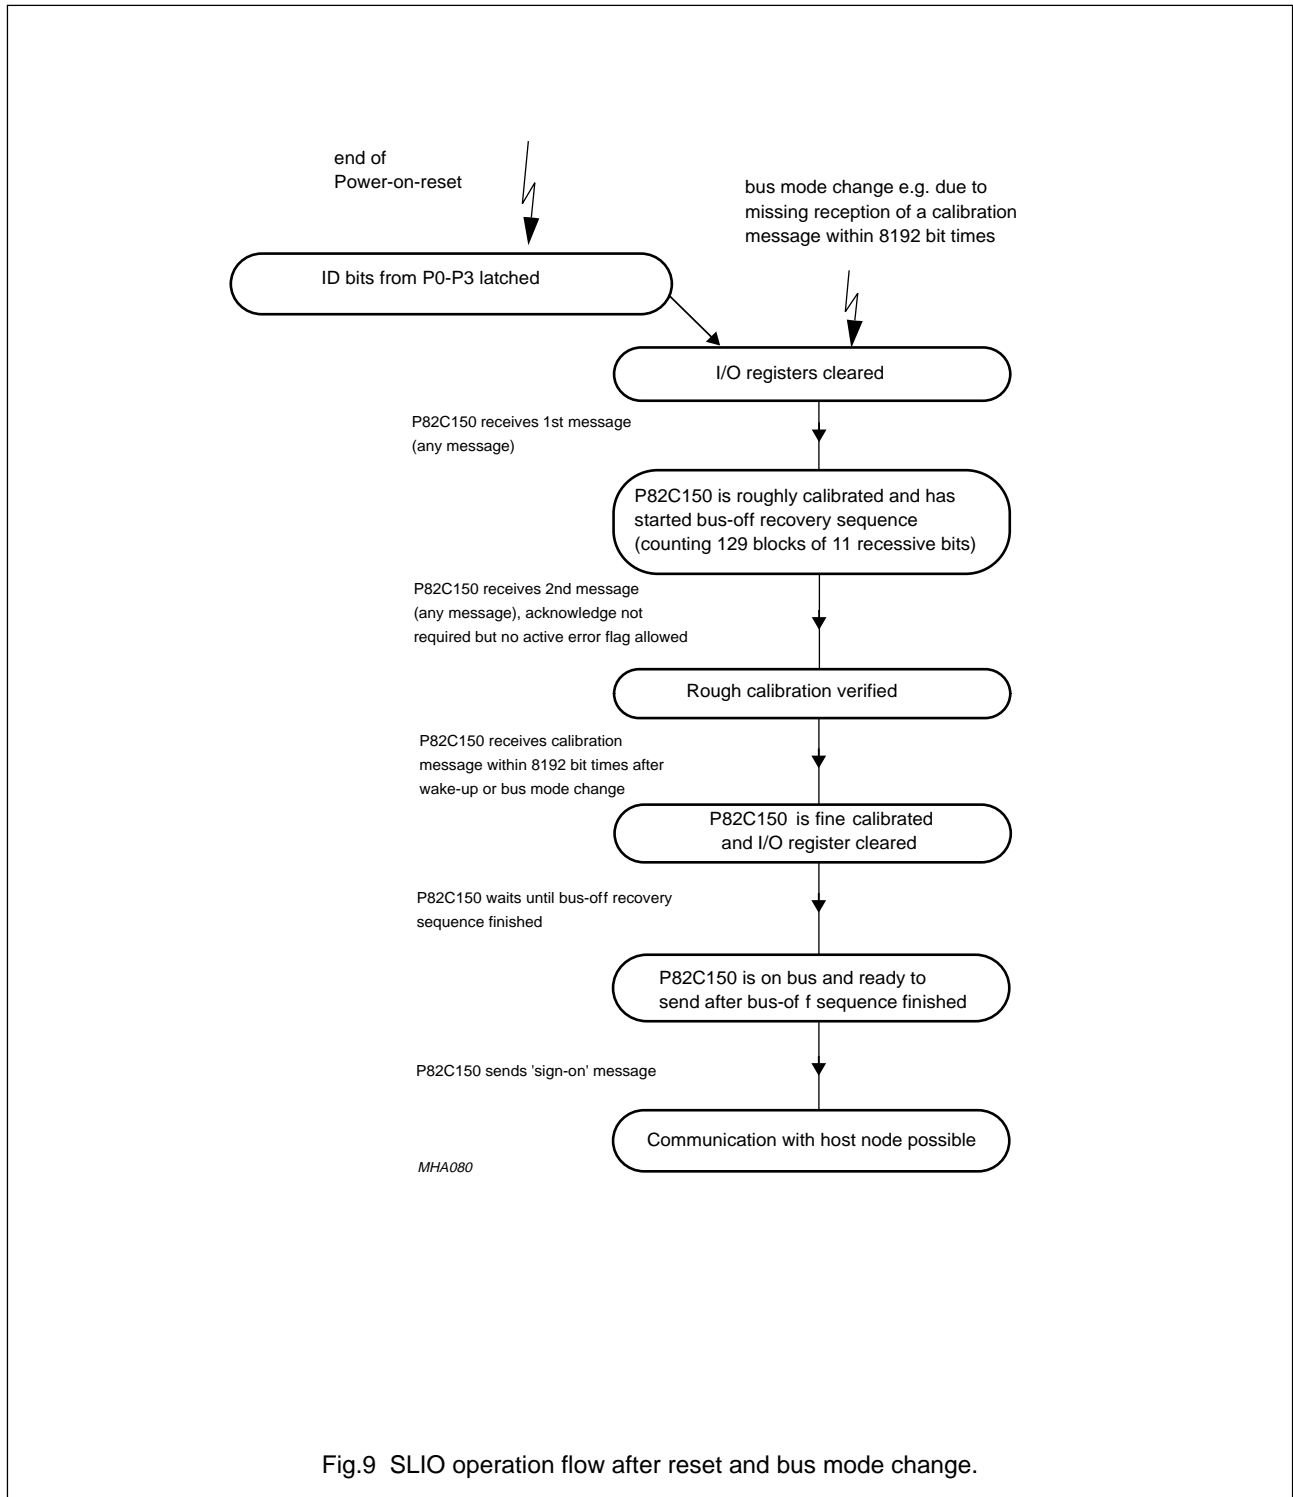 end of
Power-on-reset
bus mode change e.g. due to
missing reception of a calibration
message within 8192 bit times
ID bits from P0-P3 latched
I/O registers cleared
P82C150 receives 1st message
(any message)
P82C150 is roughly calibrated and has
started bus-off recovery sequence
(counting 129 blocks of 11 recessive bits)
P82C150 receives 2nd message
(any message), acknowledge not
required but no active error flag allowed
Rough calibration verified
P82C150 receives calibration
message within 8192 bit times after
wake-up or bus mode change
P82C150 is fine calibrated
and I/O register cleared
P82C150 waits until bus-off recovery
sequence finished
P82C150 is on bus and ready to
send after bus-of f sequence finished
P82C150 sends 'sign-on' message
Communication with host node possible
MHA080
Fig.9 SLIO operation flow after reset and bus mode change.